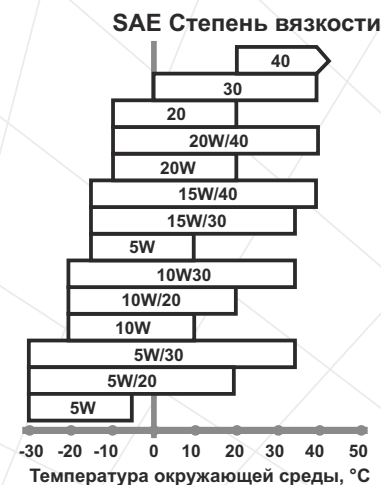 SAE Степень вязкости
40
30
20
20W/40
20W
15W/40
15W/30
5W
10W30
10W/20
10W
5W/30
5W/20
5W
-30 -20 -10 0 10 20 30 40 50
Температура окружающей среды, °C